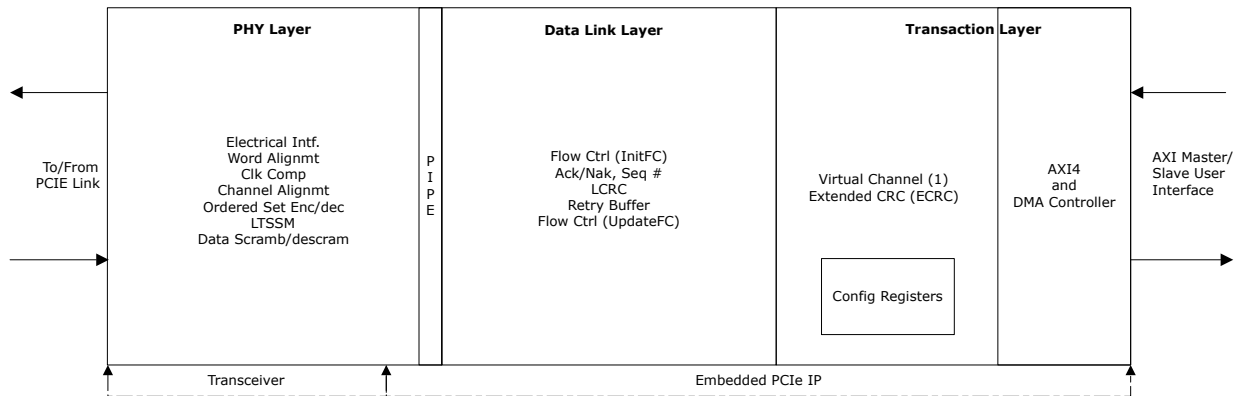 PHY Layer
Data Link Layer
Transaction Layer
To/From
PCIE Link
Electrical Intf.
Word Alignmt
Clk Comp
Channel Alignmt
Ordered Set Enc/dec
LTSSM
Data Scramb/descram
P
I
P
E
Flow Ctrl (InitFC)
Ack/Nak, Seq #
LCRC
Retry Buffer
Flow Ctrl (UpdateFC)
Virtual Channel (1)
Extended CRC (ECRC)
Config Registers
AXI4
and
DMA Controller
AXI Master/
Slave User
Interface
Transceiver
Embedded PCIe IP